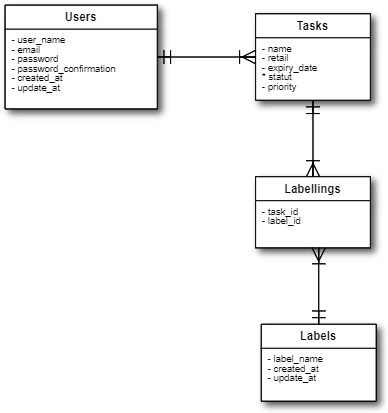 Users
- user_name
- email
- password
- password_confirmation
- created_at
- update_at
Tasks
- name
- retail
- expiry_date
* statut
- priority
Labellings
- task_id
- label_id
Labels
- label_name
- created_at
- update_at